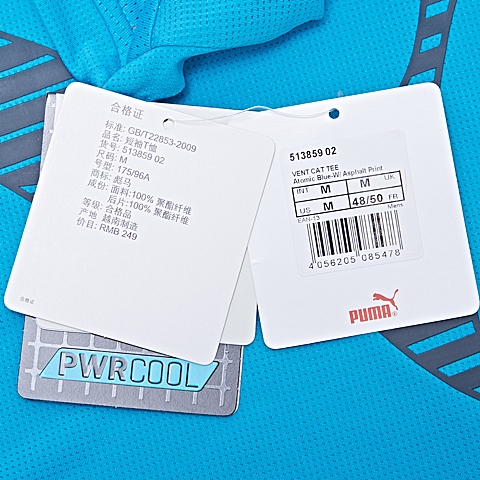 合格证
标准: GB/T22853-2009
品名: 短袖T恤
货号: 513859 02
尺码: M
号型: 175/96A
商标: 彪马
成份: 面料:100% 聚酯纤维
后片:100% 聚酯纤维
等级: 合格品
产地: 越南制造
价目: RMB 249
合格证
513859 02
VENT CAT TEE
Atomic Blue-W/ Asphalt Print
INT M M UK
US M 48/50 FR
EAN-13 Mens
4 056205 085478
PUMA®
PWRCOOL